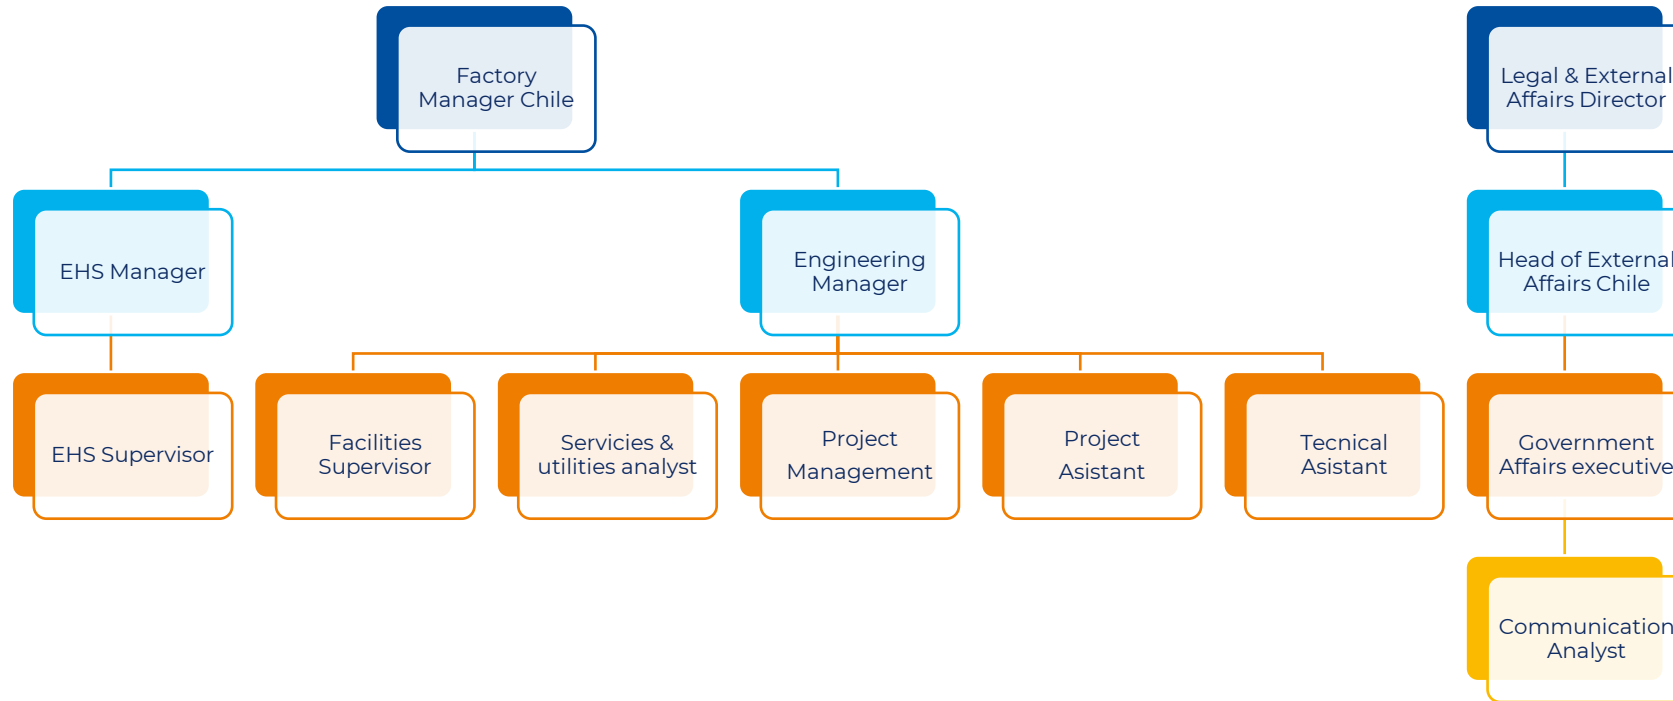 Factory
Manager Chile
Legal & External
Affairs Director
EHS Manager
Engineering
Manager
Head of External
Affairs Chile
EHS Supervisor
Facilities
Supervisor
Servicies &
utilities analyst
Project
Management
Project
Asistant
Tecnical
Asistant
Government
Affairs executive
Communication
Analyst